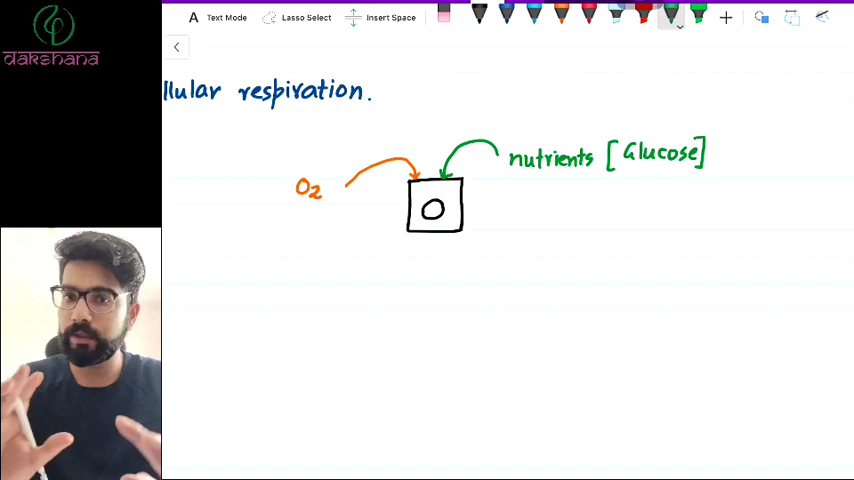 dakshana
Text Mode
Lasso Select
Insert Space
llular respiration.
nutrients [Glucose]
O2